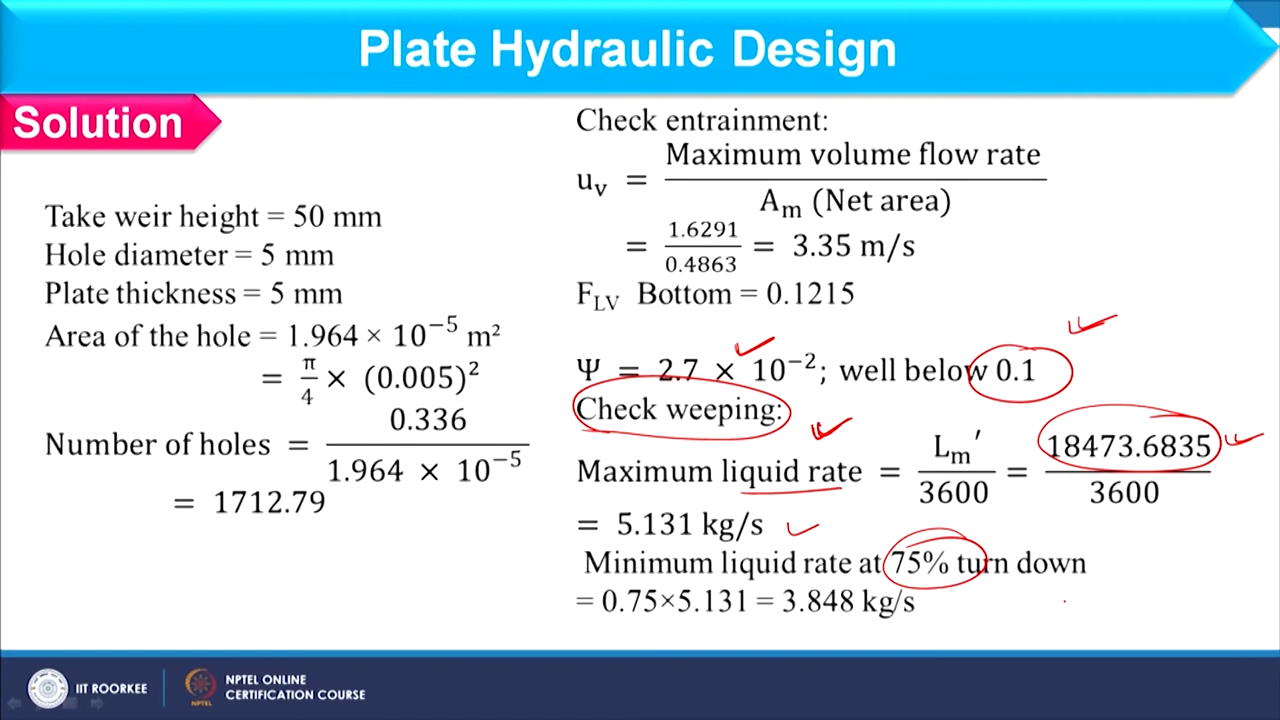 Plate Hydraulic Design
Solution
Take weir height = 50 mm
Hole diameter = 5 mm
Plate thickness = 5 mm
Area of the hole = 1.964 × 10⁻⁵ m²
= π/4 × (0.005)²
Number of holes = 0.336 / 1.964 × 10⁻⁵
= 1712.79
Check entrainment:
u_v = Maximum volume flow rate / A_m (Net area)
= 1.6291 / 0.4863 = 3.35 m/s
F_LV Bottom = 0.1215
Ψ = 2.7 × 10⁻²; well below 0.1
Check weeping:
Maximum liquid rate = L_m′ / 3600 = 18473.6835 / 3600
= 5.131 kg/s
Minimum liquid rate at 75% turn down
= 0.75×5.131 = 3.848 kg/s
IIT ROORKEE
NPTEL
NPTEL ONLINE
CERTIFICATION COURSE